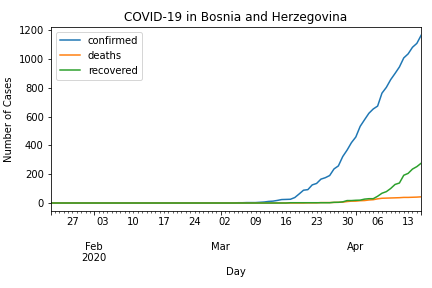 COVID-19 in Bosnia and Herzegovina
1200
1000
800
600
400
200
0
Number of Cases
confirmed
deaths
recovered
27 03 10 17 24 02 09 16 23 30 06 13
Feb Mar Apr
2020
Day